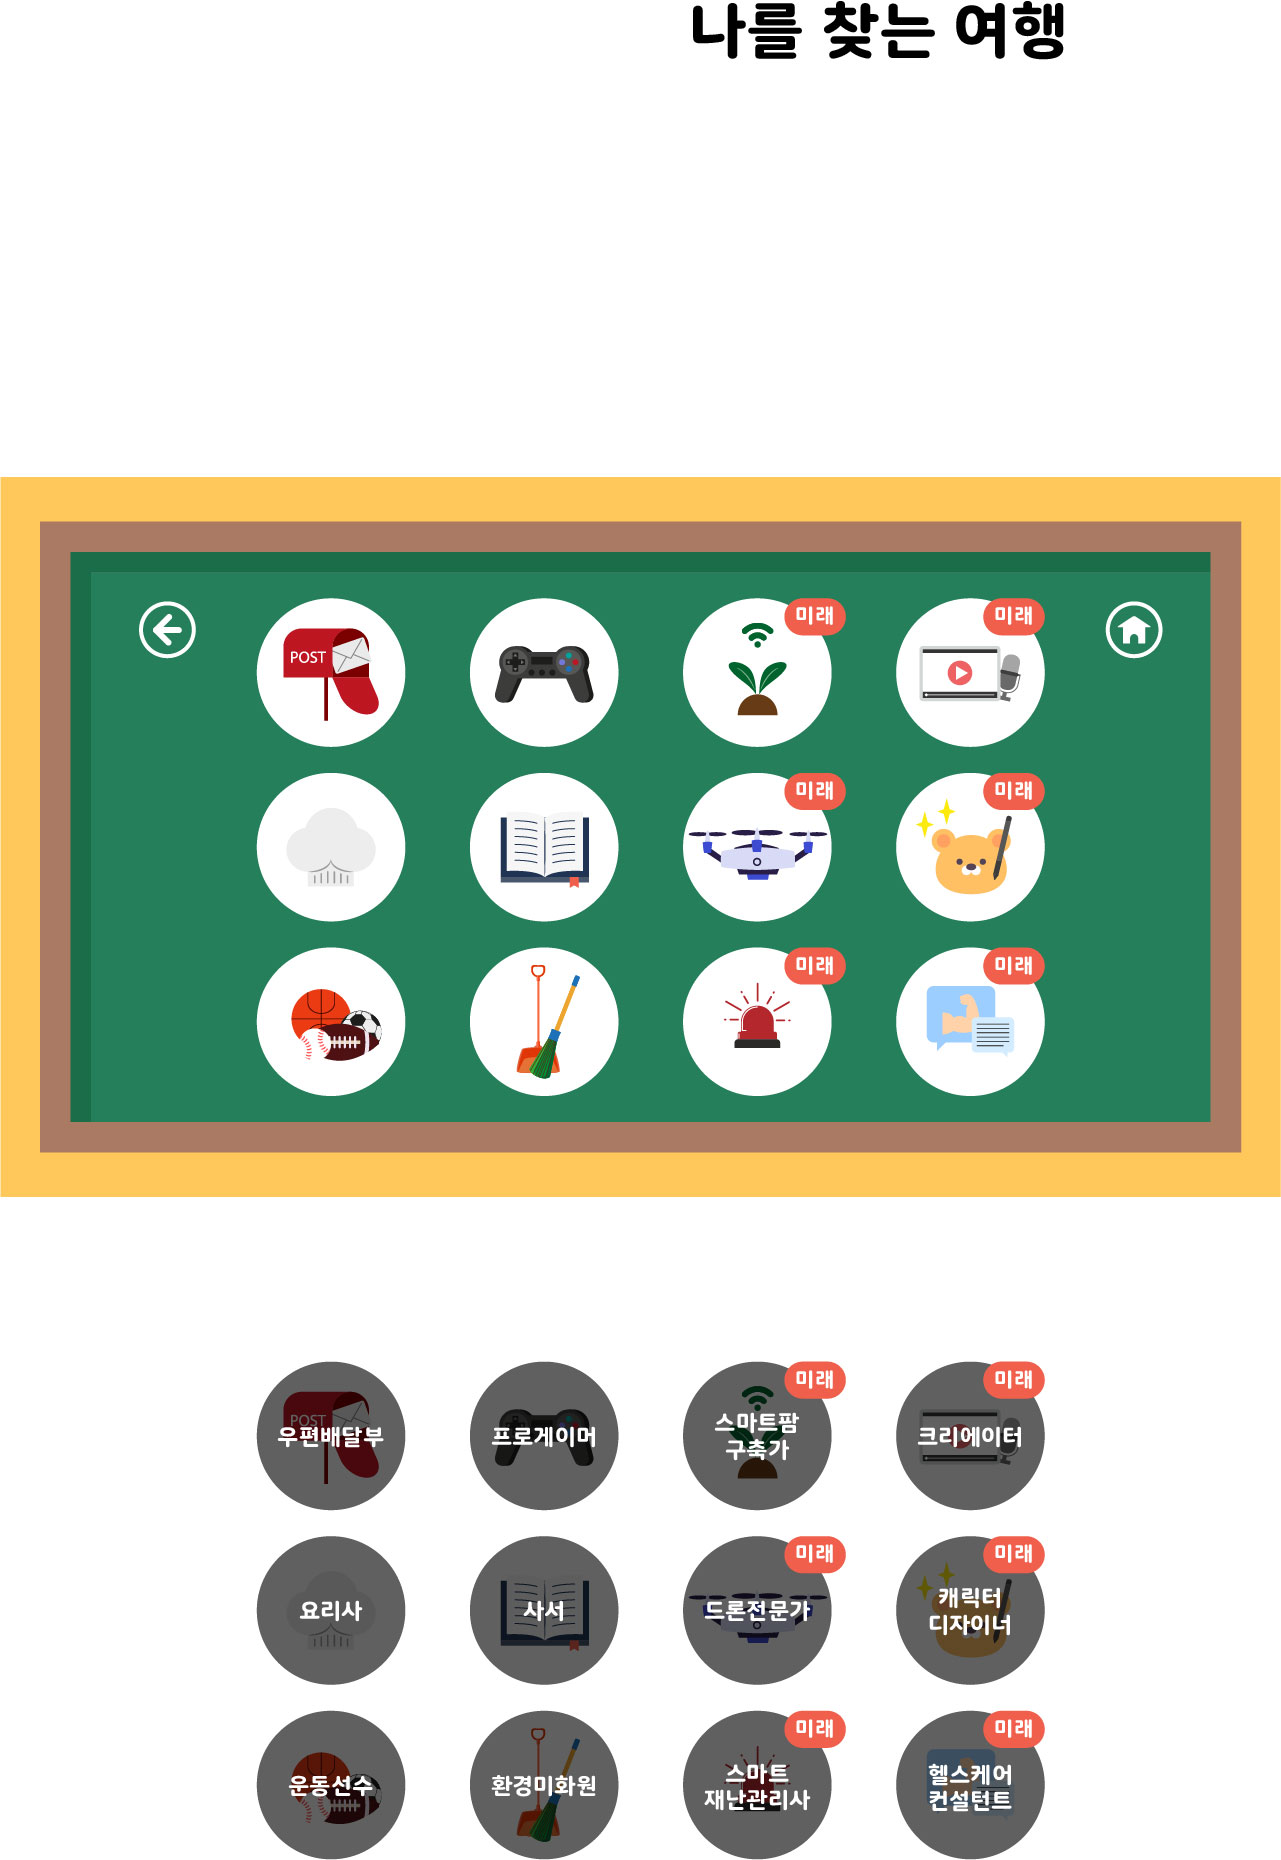 나를 찾는 여행
미래
미래
POST
미래
미래
미래
미래
미래
미래
POST
우편배달부
프로게이머
스마트팜
구축가
크리에이터
미래
미래
요리사
사서
드론전문가
캐릭터
디자이너
미래
미래
운동선수
환경미화원
스마트
재난관리사
헬스케어
컨설턴트